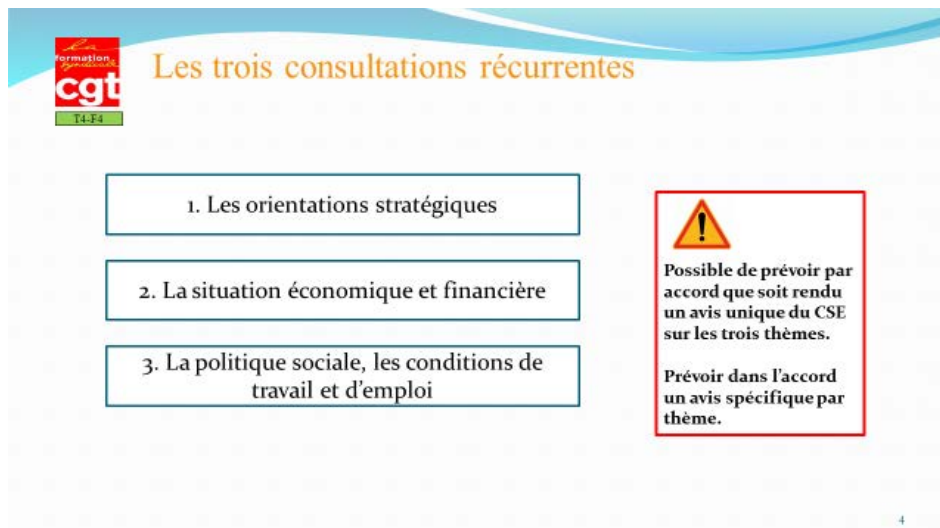 la
formation
syndicale
cgt
T4-F4
Les trois consultations récurrentes
1. Les orientations stratégiques
2. La situation économique et financière
3. La politique sociale, les conditions de
travail et d'emploi
!
Possible de prévoir par
accord que soit rendu
un avis unique du CSE
sur les trois thèmes.
Prévoir dans l'accord
un avis spécifique par
thème.
4